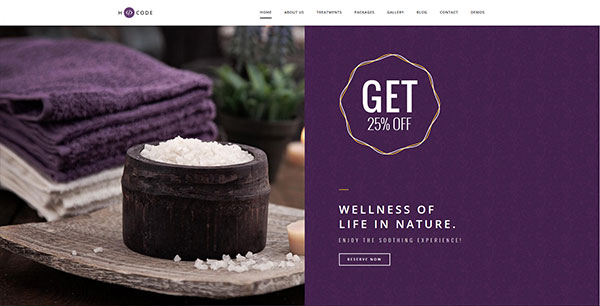 H </> CODE
HOME ABOUT US TREATMENTS PACKAGES GALLERY BLOG CONTACT DEMOS
GET
25% OFF
WELLNESS OF
LIFE IN NATURE.
ENJOY THE SOOTHING EXPERIENCE!
RESERVE NOW